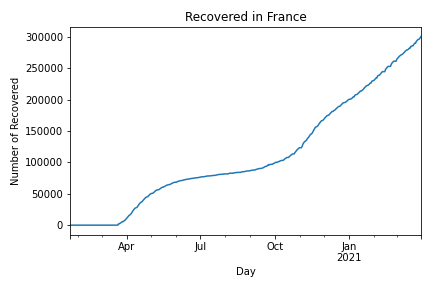 Recovered in France
300000
250000
200000
150000
100000
50000
0
Number of Recovered
Apr Jul Oct Jan
2021
Day